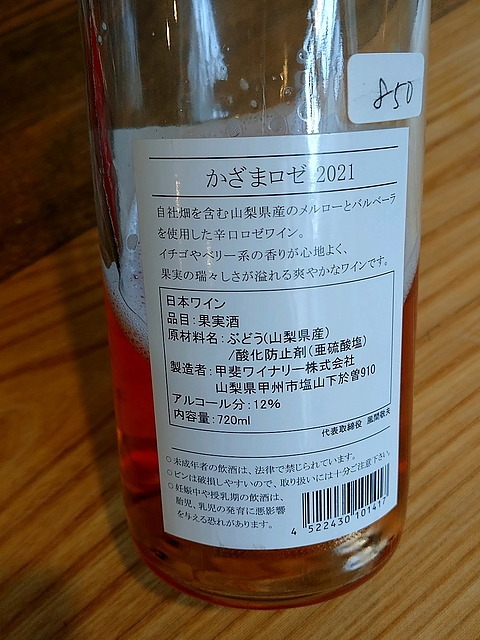 850
かざまロゼ 2021
自社畑を含む山梨県産のメルローとバルベーラ
を使用した辛口ロゼワイン。
イチゴやベリー系の香りが心地よく、
果実の瑞々しさが溢れる爽やかなワインです。
日本ワイン
品目：果実酒
原材料名：ぶどう(山梨県産)
/酸化防止剤（亜硫酸塩）
製造者：甲斐ワイナリー株式会社
山梨県甲州市塩山下於曽910
アルコール分：12%
内容量：720ml
代表取締役 風間敬夫
○未成年者の飲酒は、法律で禁じられています。
○ビンは破損しやすいので、取り扱いには十分ご注意下さい。
○妊娠中や授乳期の飲酒は、
胎児、乳児の発育に悪影響
を与える恐れがあります。
4 522430 101417